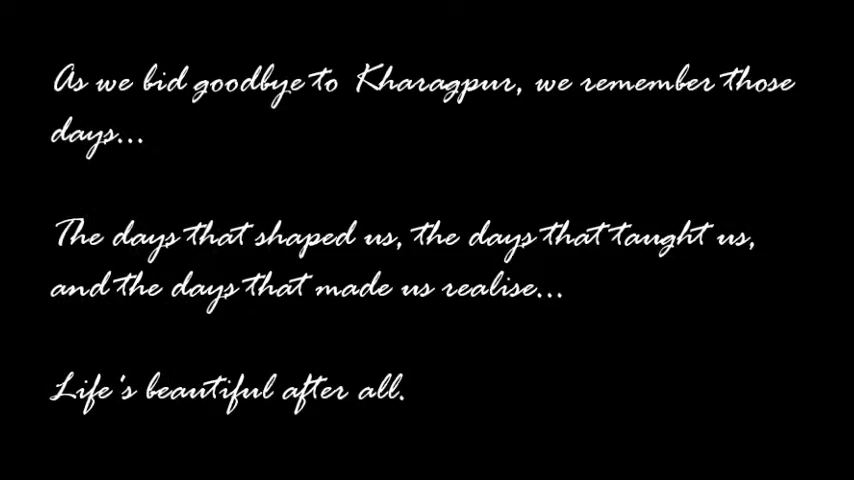 As we bid goodbye to Kharagpur, we remember those
days...
The days that shaped us, the days that taught us,
and the days that made us realise...
Life's beautiful after all.